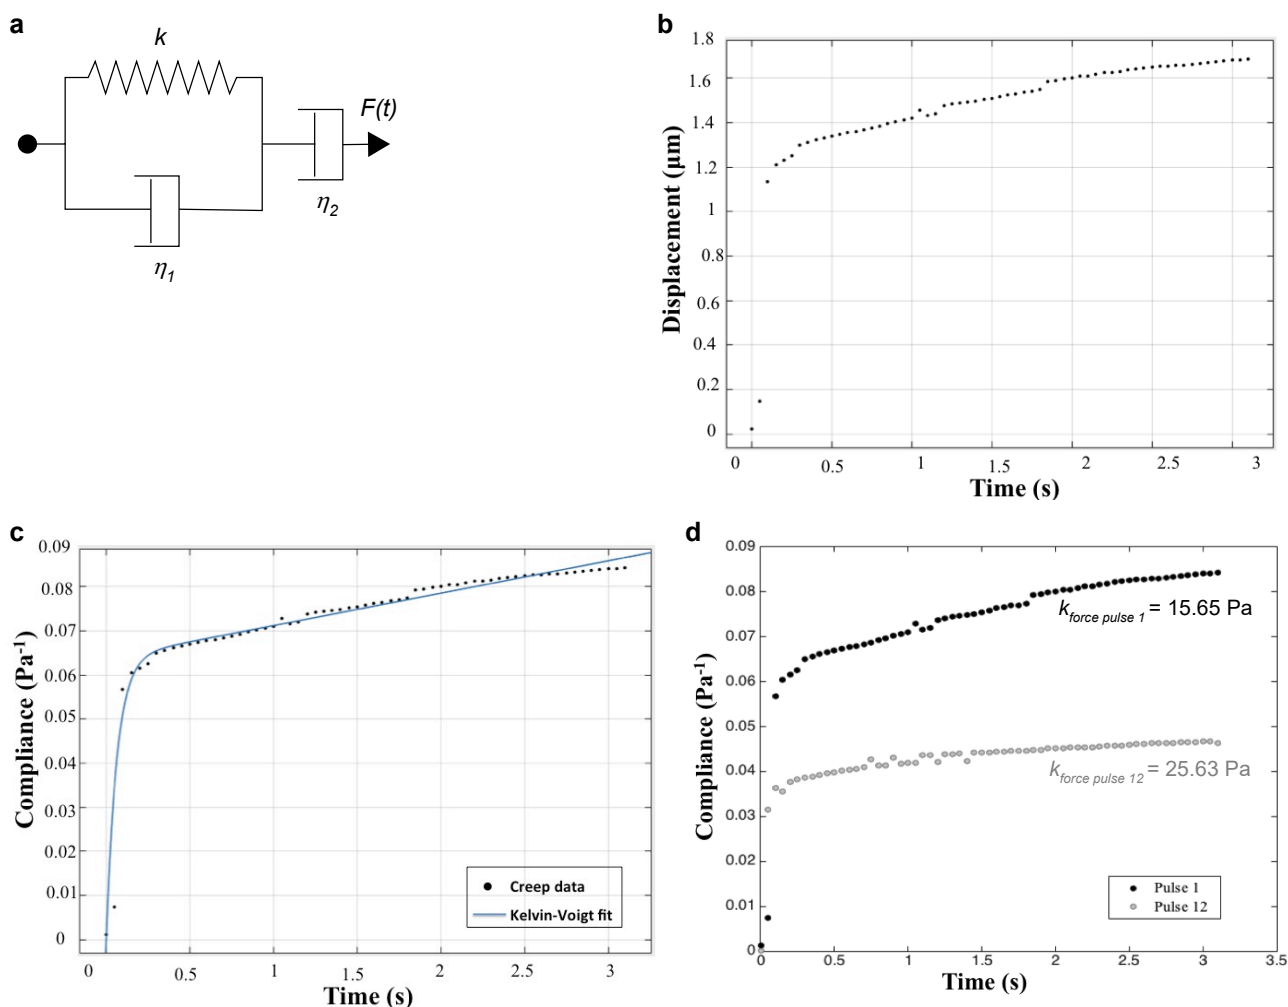 a
k
F(t)
η2
η1
b
1.8
1.6
1.4
1.2
1
0.8
0.6
0.4
0.2
0
Displacement (µm)
0 0.5 1 1.5 2 2.5 3
Time (s)
c
0.09
0.08
0.07
0.06
0.05
0.04
0.03
0.02
0.01
0
Compliance (Pa-1)
Creep data
Kelvin-Voigt fit
0 0.5 1 1.5 2 2.5 3
Time (s)
d
0.09
0.08
0.07
0.06
0.05
0.04
0.03
0.02
0.01
0
Compliance (Pa-1)
kforce pulse 1 = 15.65 Pa
kforce pulse 12 = 25.63 Pa
Pulse 1
Pulse 12
0 0.5 1 1.5 2 2.5 3 3.5
Time (s)